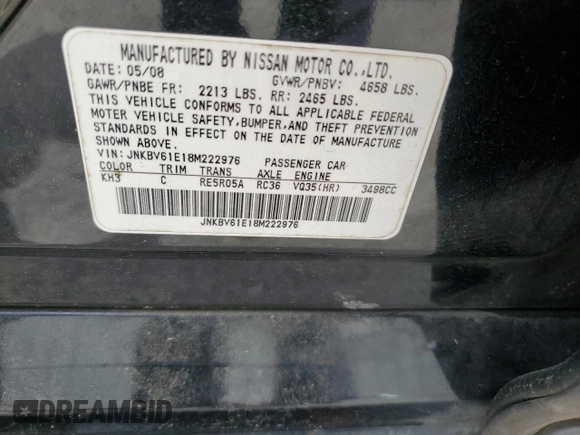 MANUFACTURED BY NISSAN MOTOR CO.,LTD.
DATE: 05/08 GVWR/PNBV: 4658 LBS.
GAWR/PNBE FR: 2213 LBS. RR: 2465 LBS.
THIS VEHICLE CONFORMS TO ALL APPLICABLE FEDERAL
MOTOR VEHICLE SAFETY,BUMPER,AND THEFT PREVENTION
STANDARDS IN EFFECT ON THE DATE OF MANUFACTURE
SHOWN ABOVE.
VIN:JNKBV61E18M222976 PASSENGER CAR
COLOR TRIM TRANS AXLE ENGINE
KH3 C RE5R05A RC36 VQ35(HR) 3498CC
JNKBV61E18M222976
DREAMBID